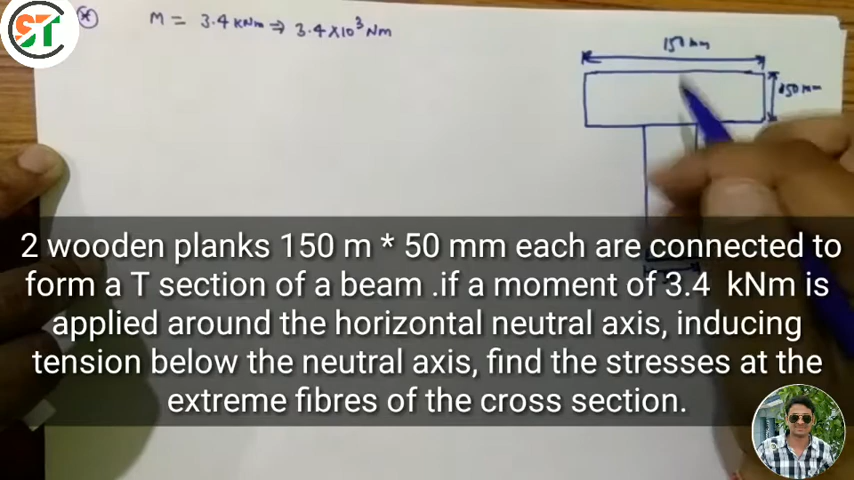 ST
M = 3.4 kNm ⇒ 3.4×10³ Nm
150 mm
50 mm
2 wooden planks 150 m * 50 mm each are connected to
form a T section of a beam .if a moment of 3.4 kNm is
applied around the horizontal neutral axis, inducing
tension below the neutral axis, find the stresses at the
extreme fibres of the cross section.